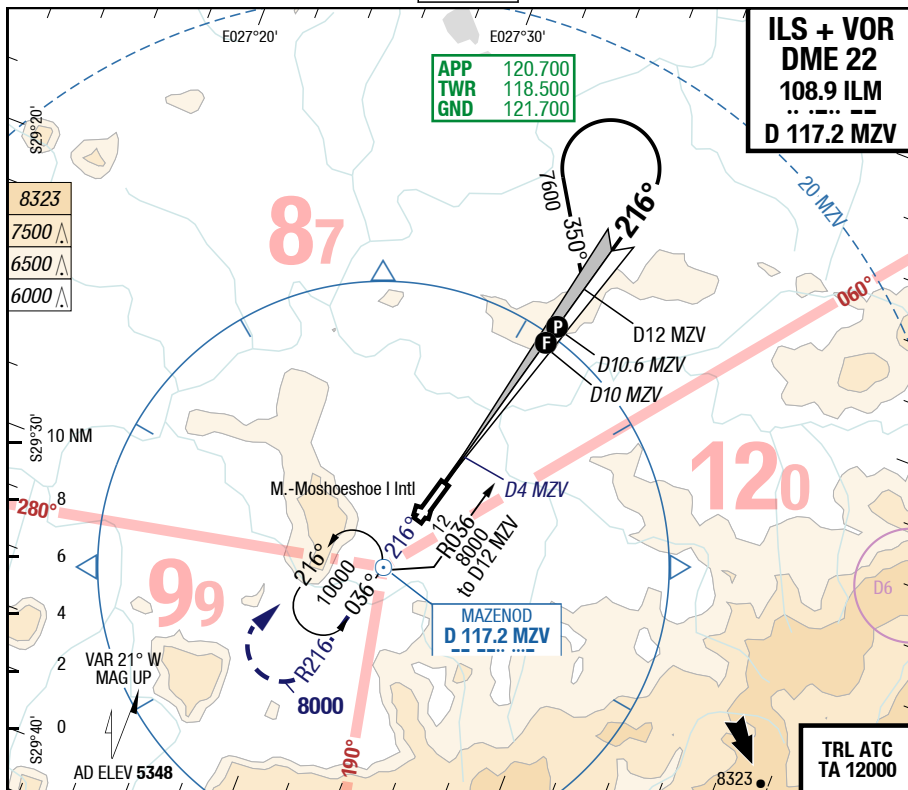 E027°20'
E027°30'
ILS + VOR
DME 22
108.9 ILM
D 117.2 MZV
APP 120.700
TWR 118.500
GND 121.700
S29°20'
8323
7500
6500
6000
87
7600
350°
216°
20 MZV
060°
D12 MZV
P
F
D10.6 MZV
D10 MZV
S29°30'
10 NM
M.-Moshoeshoe I Intl
D4 MZV
120
8
280°
216°
12
R036
8000
to D12 MZV
6
216°
10000
036°
99
4
MAZENOD
D 117.2 MZV
D6
R216
2
VAR 21° W
MAG UP
8000
0
S29°40'
190°
AD ELEV 5348
8323
TRL ATC
TA 12000